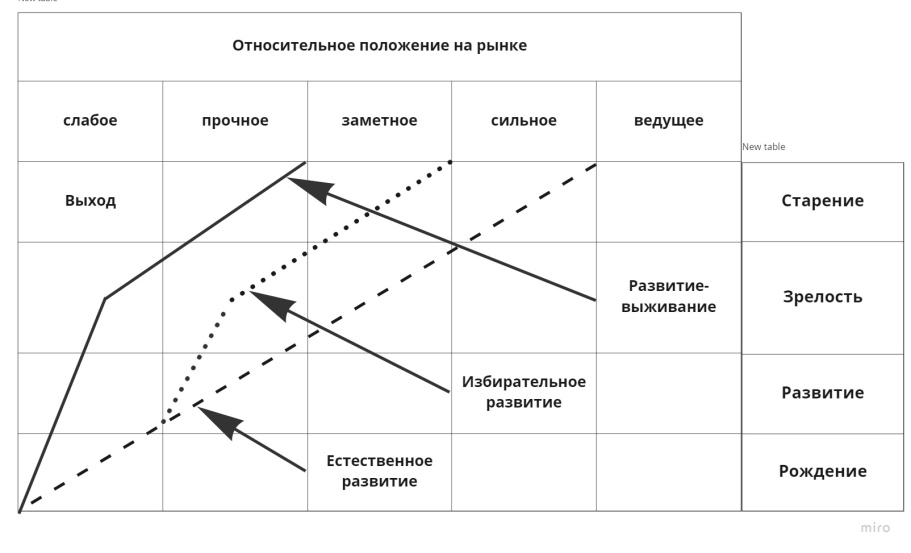 New table
Относительное положение на рынке
слабое
прочное
заметное
сильное
ведущее
New table
Выход
Старение
Развитие-
выживание
Зрелость
Избирательное
развитие
Развитие
Естественное
развитие
Рождение
miro